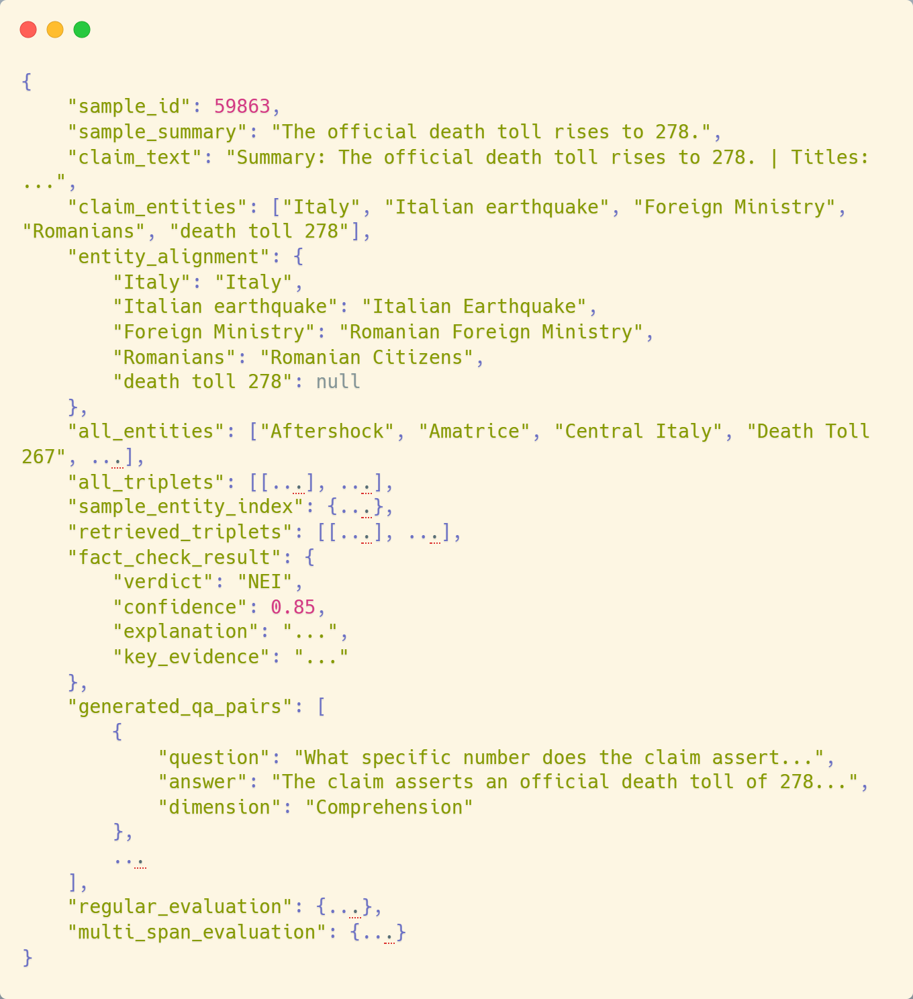 {
    "sample_id": 59863,
    "sample_summary": "The official death toll rises to 278.",
    "claim_text": "Summary: The official death toll rises to 278. | Titles:
...",
    "claim_entities": ["Italy", "Italian earthquake", "Foreign Ministry",
"Romanians", "death toll 278"],
    "entity_alignment": {
        "Italy": "Italy",
        "Italian earthquake": "Italian Earthquake",
        "Foreign Ministry": "Romanian Foreign Ministry",
        "Romanians": "Romanian Citizens",
        "death toll 278": null
    },
    "all_entities": ["Aftershock", "Amatrice", "Central Italy", "Death Toll
267", ...],
    "all_triplets": [[...], ...],
    "sample_entity_index": {...},
    "retrieved_triplets": [[...], ...],
    "fact_check_result": {
        "verdict": "NEI",
        "confidence": 0.85,
        "explanation": "...",
        "key_evidence": "..."
    },
    "generated_qa_pairs": [
        {
            "question": "What specific number does the claim assert...",
            "answer": "The claim asserts an official death toll of 278...",
            "dimension": "Comprehension"
        },
        ...
    ],
    "regular_evaluation": {...},
    "multi_span_evaluation": {...}
}